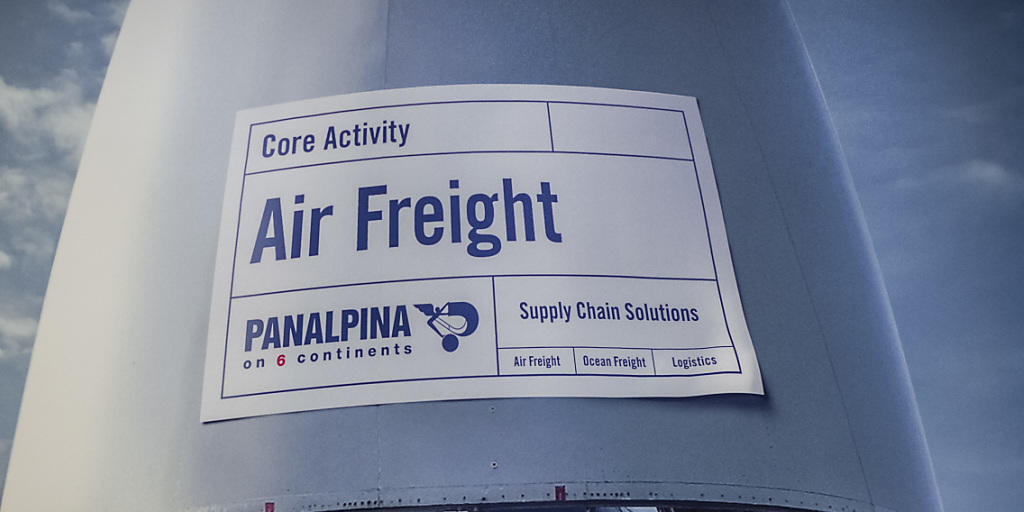 Core Activity
Air Freight
PANALPINA
on 6 continents
Supply Chain Solutions
Air Freight
Ocean Freight
Logistics